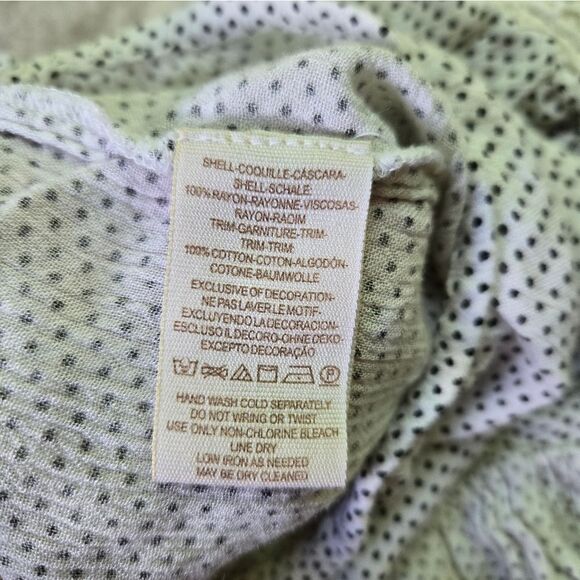 SHELL-COQUILLE-CÁSCARA-
SHELL-SCHALE:
100%RAYON-RAYONNE-VISCOSAS-
RAYON-RAOIM
TRIM-GARNITURE-TRIM-
TRIM-TRIM:
100%COTTON-COTON-ALGODÓN-
COTONE-BAUMWOLLE
EXCLUSIVE OF DECORATION-
NE PAS LAVER LE MOTIF-
EXCLUYENDO LA DECORACION-
ESCLUSO IL DECORO-OHNE DEKO-
EXCEPTO DECORAÇÃO
P
HAND WASH COLD SEPARATELY
DO NOT WRING OR TWIST
USE ONLY NON-CHLORINE BLEACH
LINE DRY
LOW IRON AS NEEDED
MAY BE DRY CLEANED